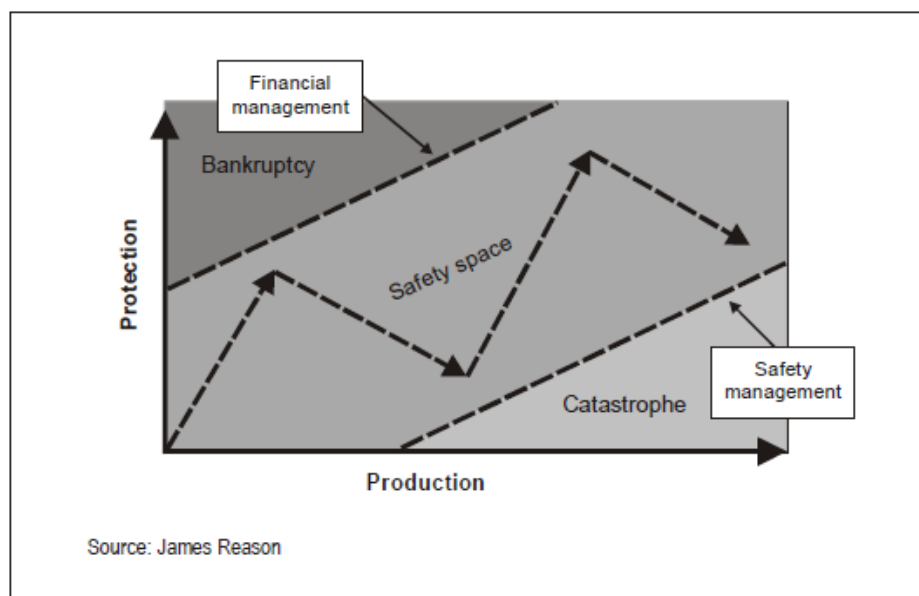 Financial
management
Bankruptcy
Protection
Safety space
Safety
management
Catastrophe
Production
Source: James Reason